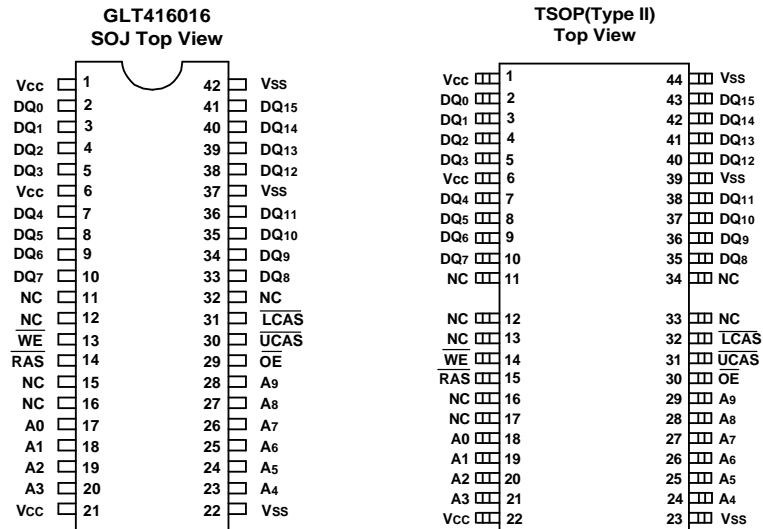 GLT416016
SOJ Top View
Vcc 1 42 Vss
DQ0 2 41 DQ15
DQ1 3 40 DQ14
DQ2 4 39 DQ13
DQ3 5 38 DQ12
Vcc 6 37 Vss
DQ4 7 36 DQ11
DQ5 8 35 DQ10
DQ6 9 34 DQ9
DQ7 10 33 DQ8
NC 11 32 NC
NC 12 31 LCAS
WE 13 30 UCAS
RAS 14 29 OE
NC 15 28 A9
NC 16 27 A8
A0 17 26 A7
A1 18 25 A6
A2 19 24 A5
A3 20 23 A4
Vcc 21 22 Vss
TSOP(Type II)
Top View
Vcc 1 44 Vss
DQ0 2 43 DQ15
DQ1 3 42 DQ14
DQ2 4 41 DQ13
DQ3 5 40 DQ12
Vcc 6 39 Vss
DQ4 7 38 DQ11
DQ5 8 37 DQ10
DQ6 9 36 DQ9
DQ7 10 35 DQ8
NC 11 34 NC
NC 12 33 NC
NC 13 32 LCAS
WE 14 31 UCAS
RAS 15 30 OE
NC 16 29 A9
NC 17 28 A8
A0 18 27 A7
A1 19 26 A6
A2 20 25 A5
A3 21 24 A4
Vcc 22 23 Vss